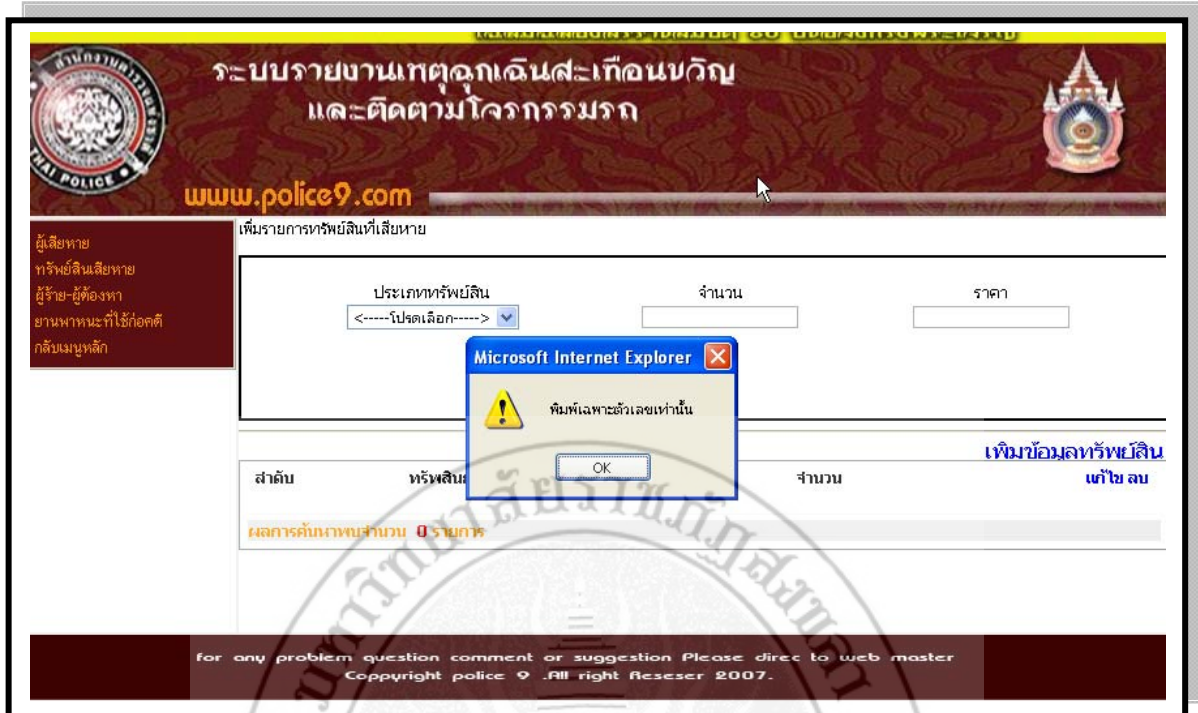 ระบบรายงานเหตุฉุกเฉินสะเทือนขวัญ
และติดตามโจรกรรมรถ
THAI POLICE
www.police9.com
ผู้เสียหาย
ทรัพย์สินเสียหาย
ผู้ร้าย-ผู้ต้องหา
ยานพาหนะที่ใช้ก่อคดี
กลับเมนูหลัก
เพิ่มรายการทรัพย์สินที่เสียหาย
ประเภททรัพย์สิน จำนวน ราคา
<-----โปรดเลือก----->
Microsoft Internet Explorer
พิมพ์เฉพาะตัวเลขเท่านั้น
OK
เพิ่มข้อมูลทรัพย์สิน
ลำดับ จำนวน แก้ไข ลบ
ผลการค้นหาพบจำนวน 0 รายการ
for any problem question comment or suggestion Please direc to web master
Coppyright police 9 .All right Reseser 2007.